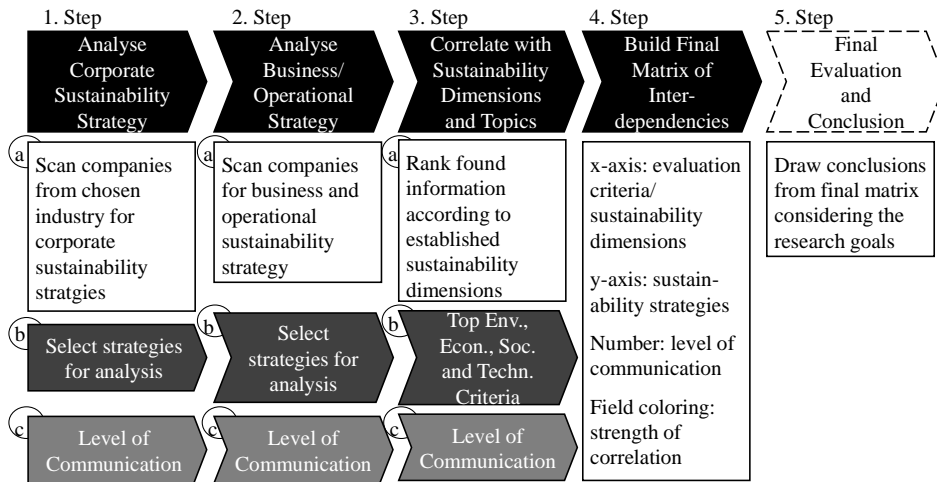 1. Step
Analyse
Corporate
Sustainability
Strategy
a
Scan companies
from chosen
industry for
corporate
sustainability
stratgies
b
Select strategies
for analysis
c
Level of
Communication
2. Step
Analyse
Business/
Operational
Strategy
a
Scan companies
for business and
operational
sustainability
strategy
b
Select
strategies for
analysis
c
Level of
Communication
3. Step
Correlate with
Sustainability
Dimensions
and Topics
a
Rank found
information
according to
established
sustainability
dimensions
b
Top Env.,
Econ., Soc.
and Techn.
Criteria
c
Level of
Communication
4. Step
Build Final
Matrix of
Inter-
dependencies
x-axis: evaluation
criteria/
sustainability
dimensions
y-axis: sustain-
ability strategies
Number: level of
communication
Field coloring:
strength of
correlation
5. Step
Final
Evaluation
and
Conclusion
Draw conclusions
from final matrix
considering the
research goals